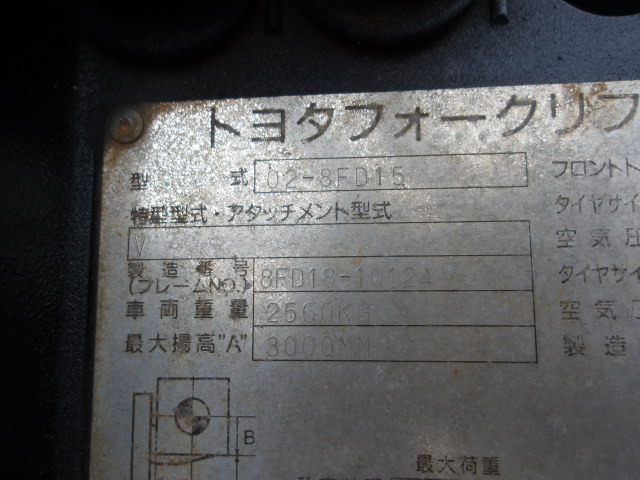 トヨタフォークリフ
型 式 02-8FD15 フロントト
特型型式・アタッチメント型式 タイヤサイ
V 空気圧
製造番号
(フレームNO.) 8FD18-10124 タイヤサイ
車両重量 2560KG 空気圧
最大揚高"A" 3000MM 製造
B
最大荷重